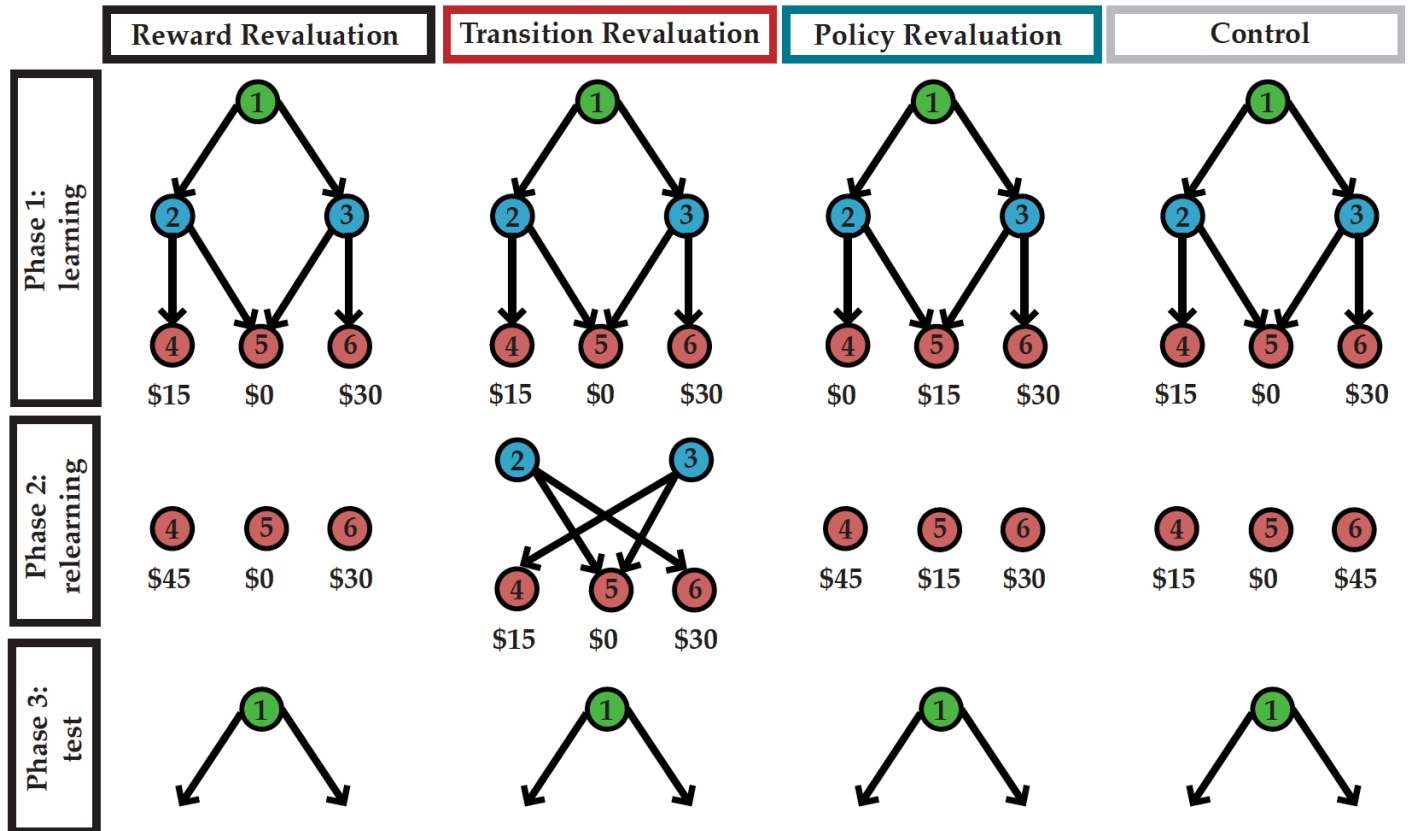 Reward Revaluation
Transition Revaluation
Policy Revaluation
Control
Phase 1:
learning
1
1
1
1
2 3
2 3
2 3
2 3
4 5 6
4 5 6
4 5 6
4 5 6
$15 $0 $30
$15 $0 $30
$0 $15 $30
$15 $0 $30
Phase 2:
relearning
2 3
4 5 6
4 5 6
4 5 6
$45 $0 $30
$45 $15 $30
$15 $0 $45
4 5 6
$15 $0 $30
Phase 3:
test
1
1
1
1